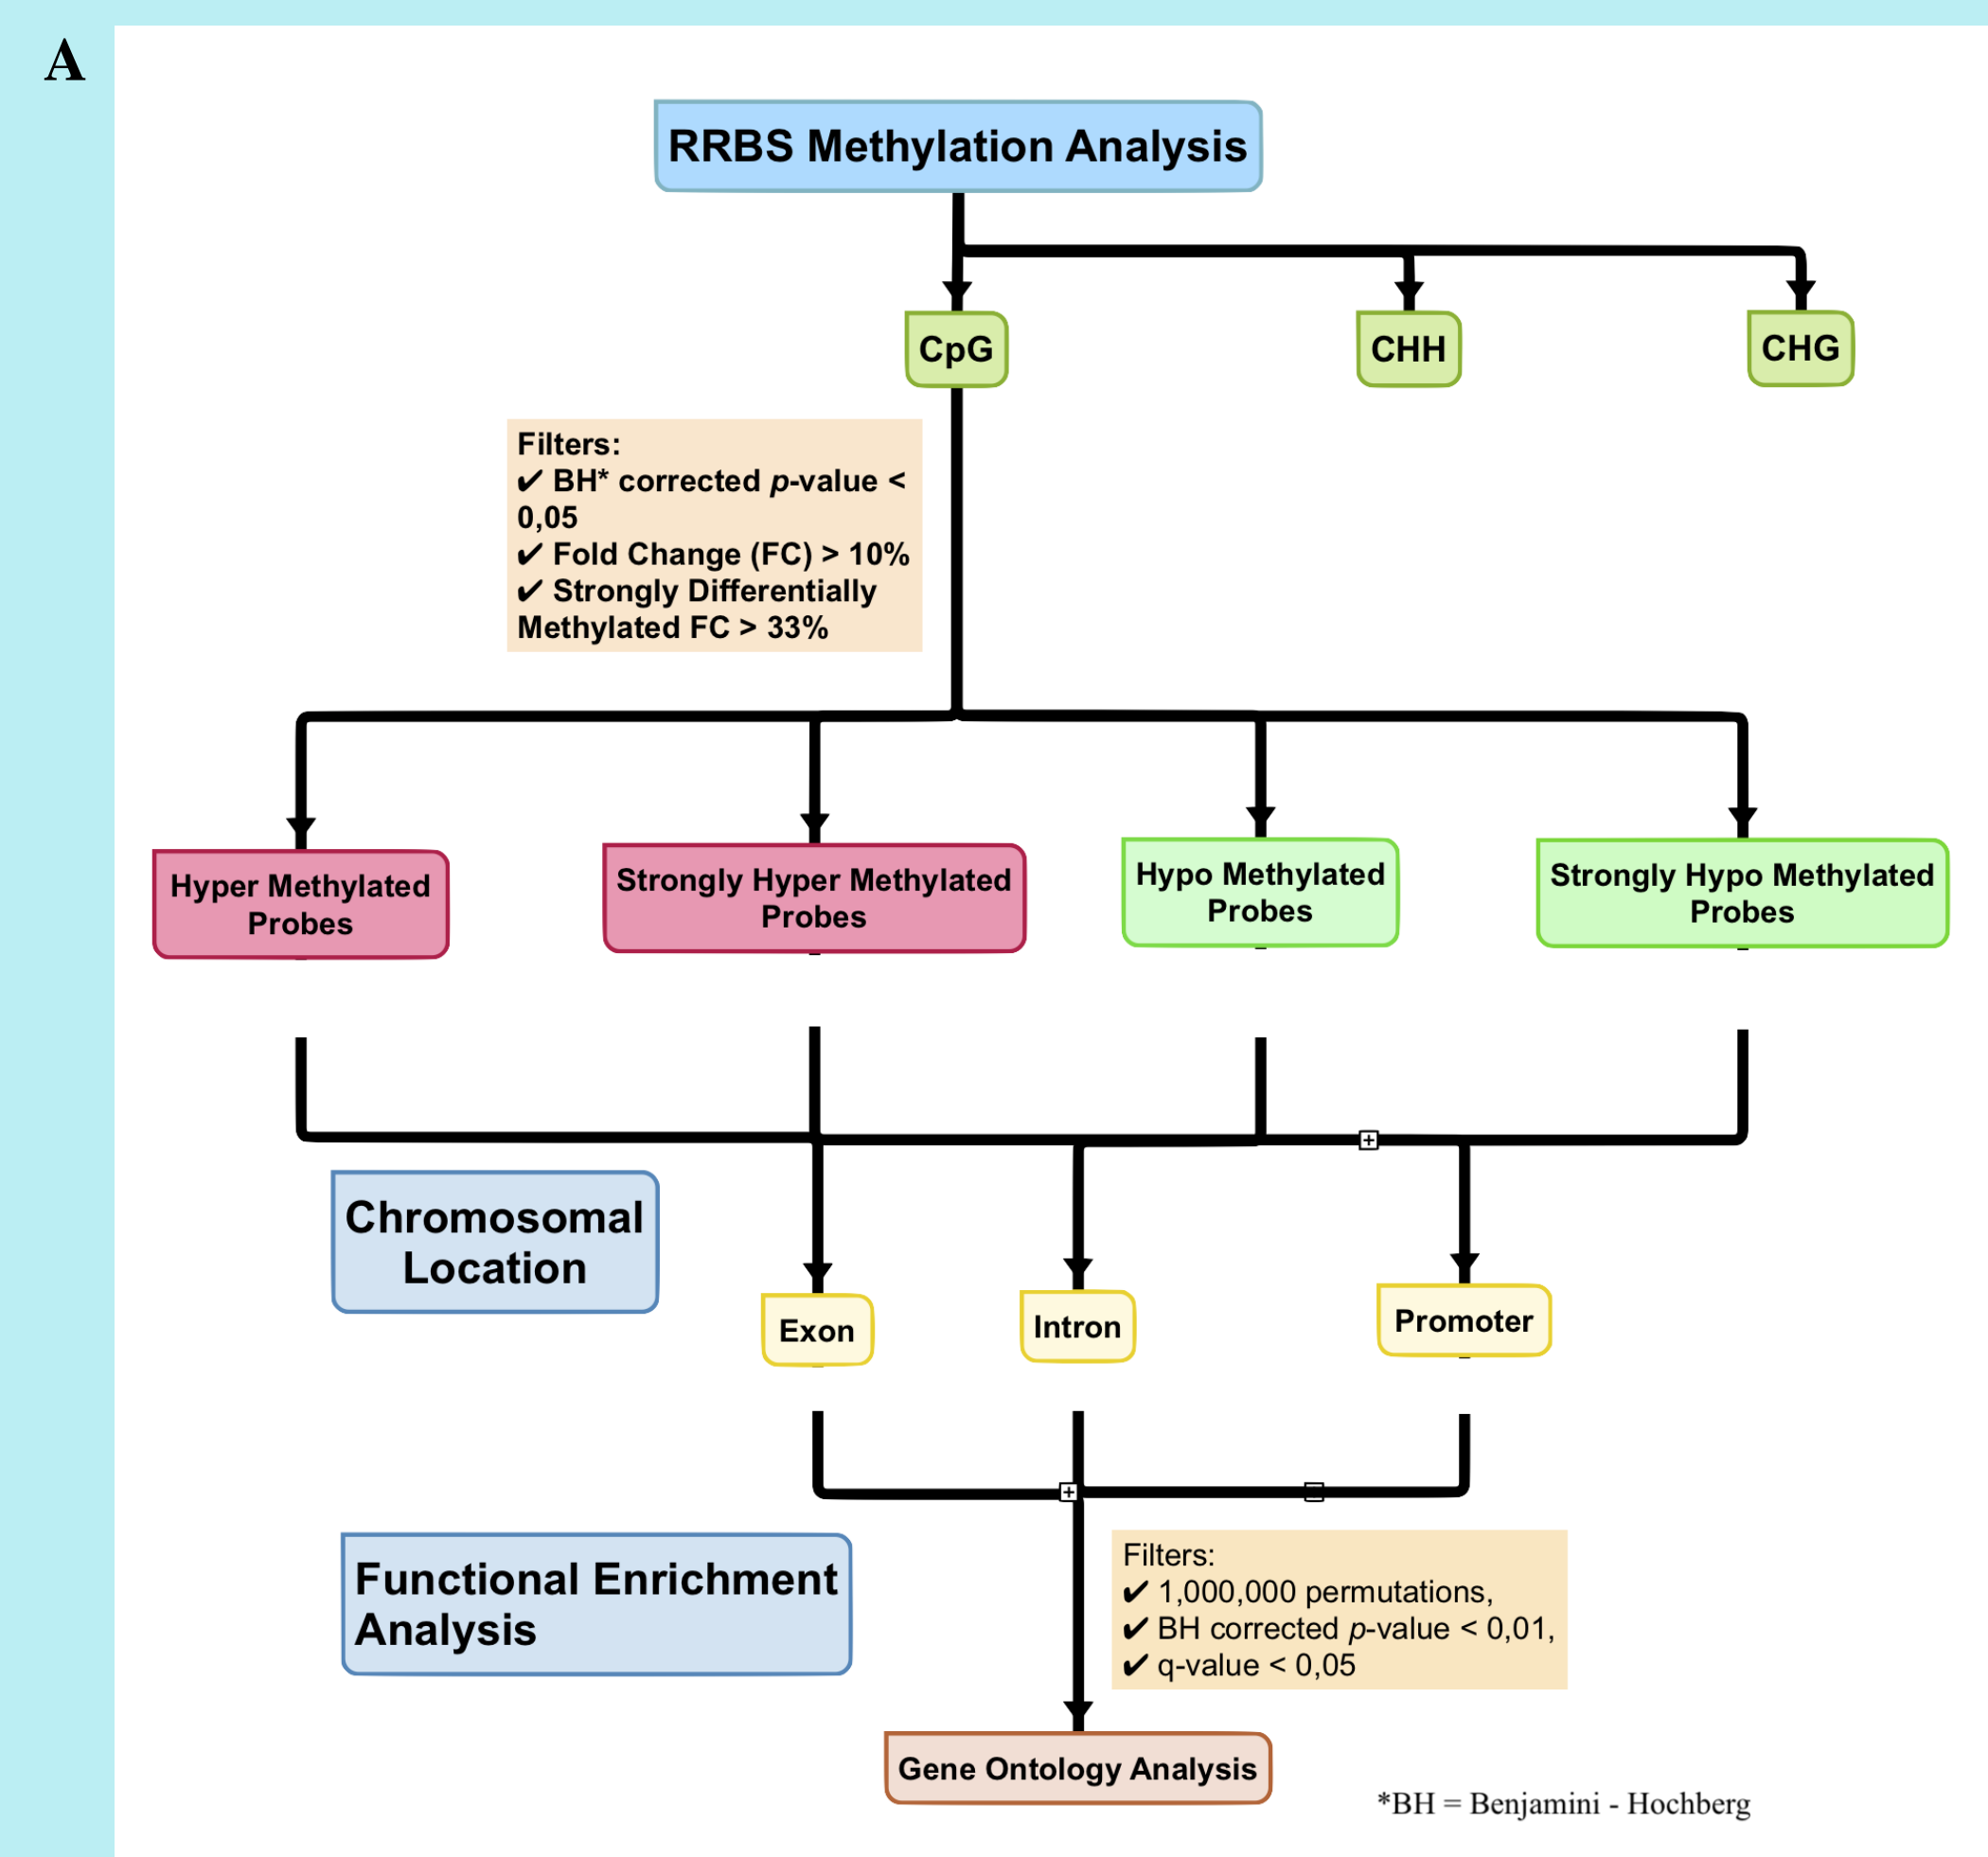 A
RRBS Methylation Analysis
CpG
CHH
CHG
Filters:
✔ BH* corrected p-value <
0,05
✔ Fold Change (FC) > 10%
✔ Strongly Differentially
Methylated FC > 33%
Hyper Methylated
Probes
Strongly Hyper Methylated
Probes
Hypo Methylated
Probes
Strongly Hypo Methylated
Probes
Chromosomal
Location
Exon
Intron
Promoter
Functional Enrichment
Analysis
Filters:
✔ 1,000,000 permutations,
✔ BH corrected p-value < 0,01,
✔ q-value < 0,05
Gene Ontology Analysis
*BH = Benjamini - Hochberg